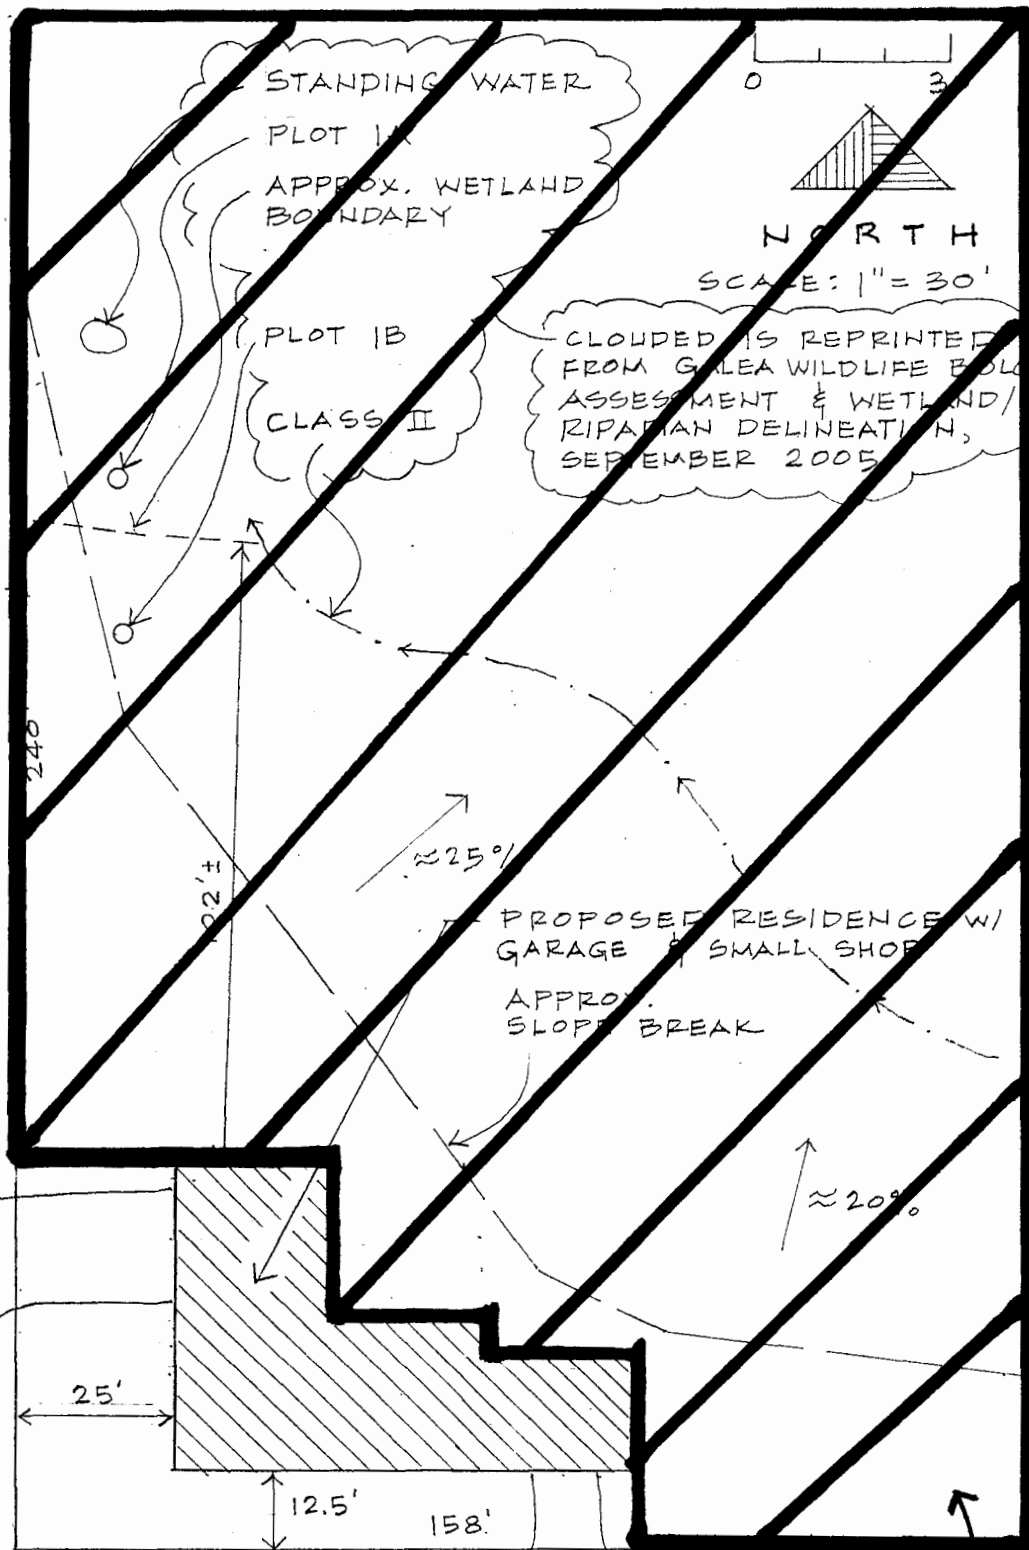 STANDING WATER
PLOT 1A
APPROX. WETLAND
BOUNDARY
0 3
NORTH
SCALE: 1" = 30'
PLOT 1B
CLASS II
CLOUDED IS REPRINTED
FROM GALEA WILDLIFE
ASSESSMENT & WETLAND/
RIPARIAN DELINEATION,
SEPTEMBER 2005
240'
≈25%
PROPOSED RESIDENCE W/
GARAGE & SMALL SHOP
APPROX.
SLOPE BREAK
≈20%
25'
12.5'
158'